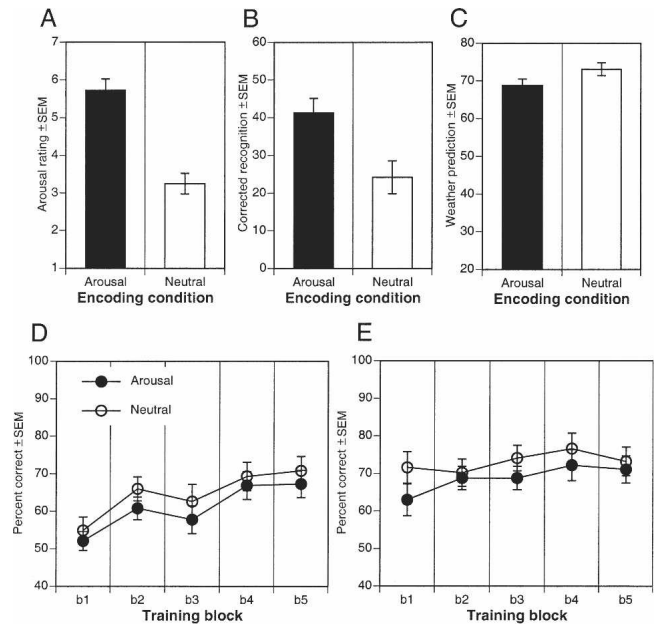 A
Arousal rating ±SEM
7
6
5
4
3
2
1
Arousal
Neutral
Encoding condition
B
Corrected recognition ±SEM
60
50
40
30
20
10
0
Arousal
Neutral
Encoding condition
C
Weather prediction ±SEM
80
70
60
50
40
30
20
Arousal
Neutral
Encoding condition
D
Percent correct ±SEM
100
90
80
70
60
50
40
Arousal
Neutral
b1
b2
b3
b4
b5
Training block
E
Percent correct ±SEM
100
90
80
70
60
50
40
b1
b2
b3
b4
b5
Training block